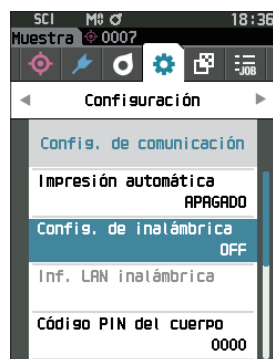 SCI M0 18:36
Muestra 0007
-JOB
Configuración
Config. de comunicación
Impresión automática
APAGADO
Config. de inalámbrica
OFF
Inf. LAN inalámbrica
Código PIN del cuerpo
0000